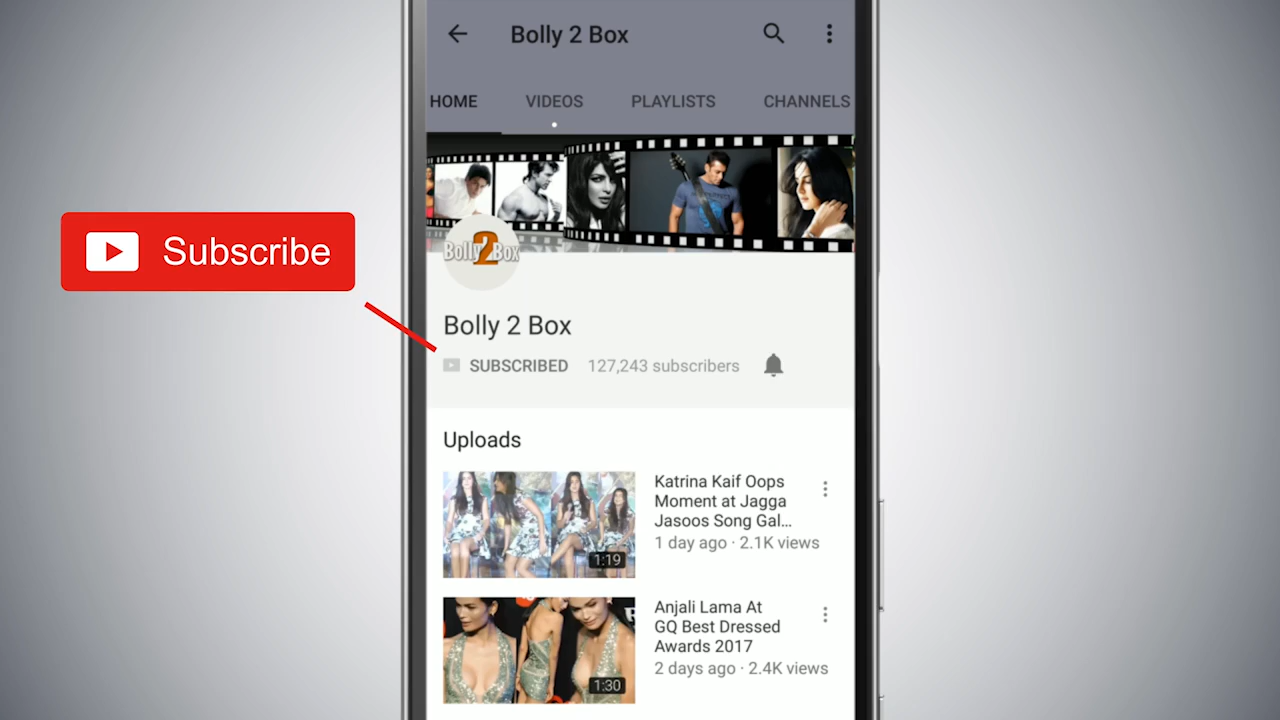 Bolly 2 Box
HOME VIDEOS PLAYLISTS CHANNELS
Bolly2Box
Subscribe
Bolly 2 Box
SUBSCRIBED 127,243 subscribers
Uploads
Katrina Kaif Oops
Moment at Jagga
Jasoos Song Gal...
1 day ago · 2.1K views
1:19
Anjali Lama At
GQ Best Dressed
Awards 2017
2 days ago · 2.4K views
1:30